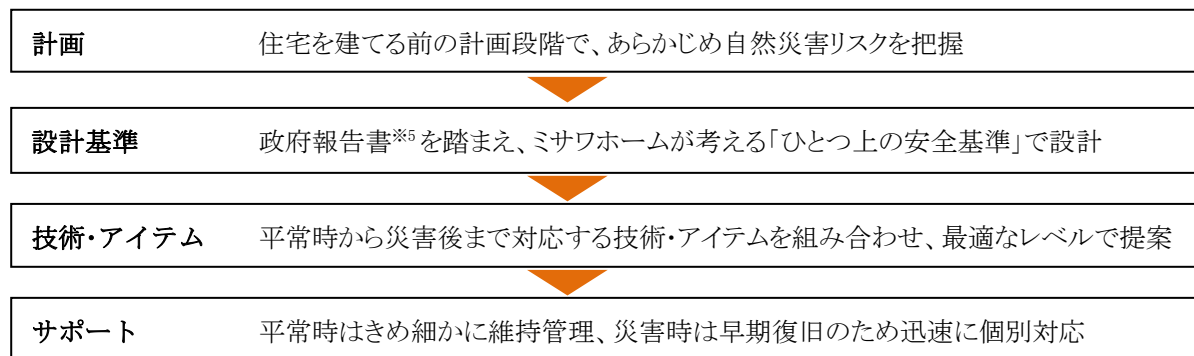 計画 住宅を建てる前の計画段階で、あらかじめ自然災害リスクを把握
設計基準 政府報告書※5を踏まえ、ミサワホームが考える「ひとつ上の安全基準」で設計
技術・アイテム 平常時から災害後まで対応する技術・アイテムを組み合わせ、最適なレベルで提案
サポート 平常時はきめ細かに維持管理、災害時は早期復旧のため迅速に個別対応